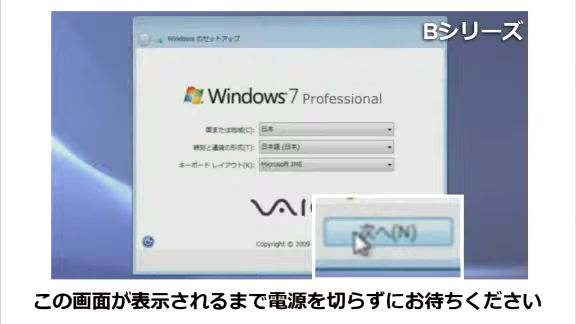 Bシリーズ
Windows のセットアップ
Windows 7 Professional
国または地域(C): 日本
時刻と通貨の形式(T): 日本語 (日本)
キーボード レイアウト(K): Microsoft IME
VAI
次へ(N)
Copyright © 2009
この画面が表示されるまで電源を切らずにお待ちください